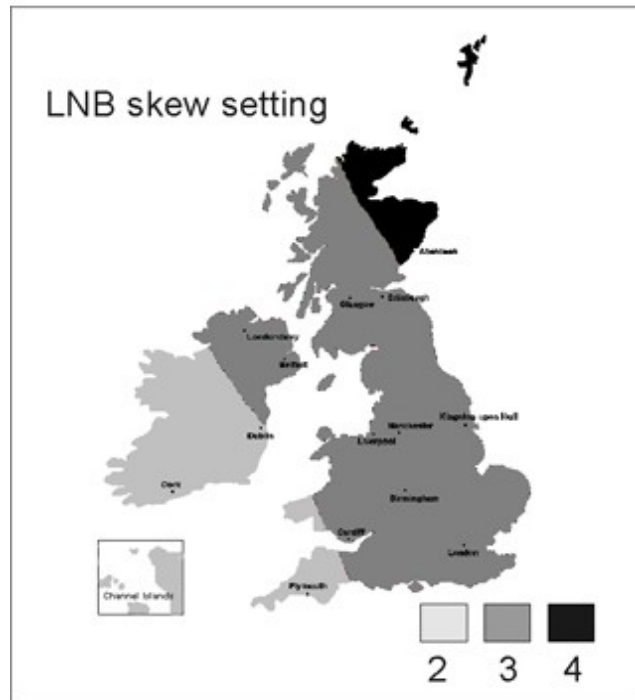 LNB skew setting
Aberdeen
Glasgow
Edinburgh
Londonderry
Belfast
Dublin
Kingston upon Hull
Manchester
Liverpool
Cork
Birmingham
Cardiff
London
Plymouth
Channel Islands
2 3 4